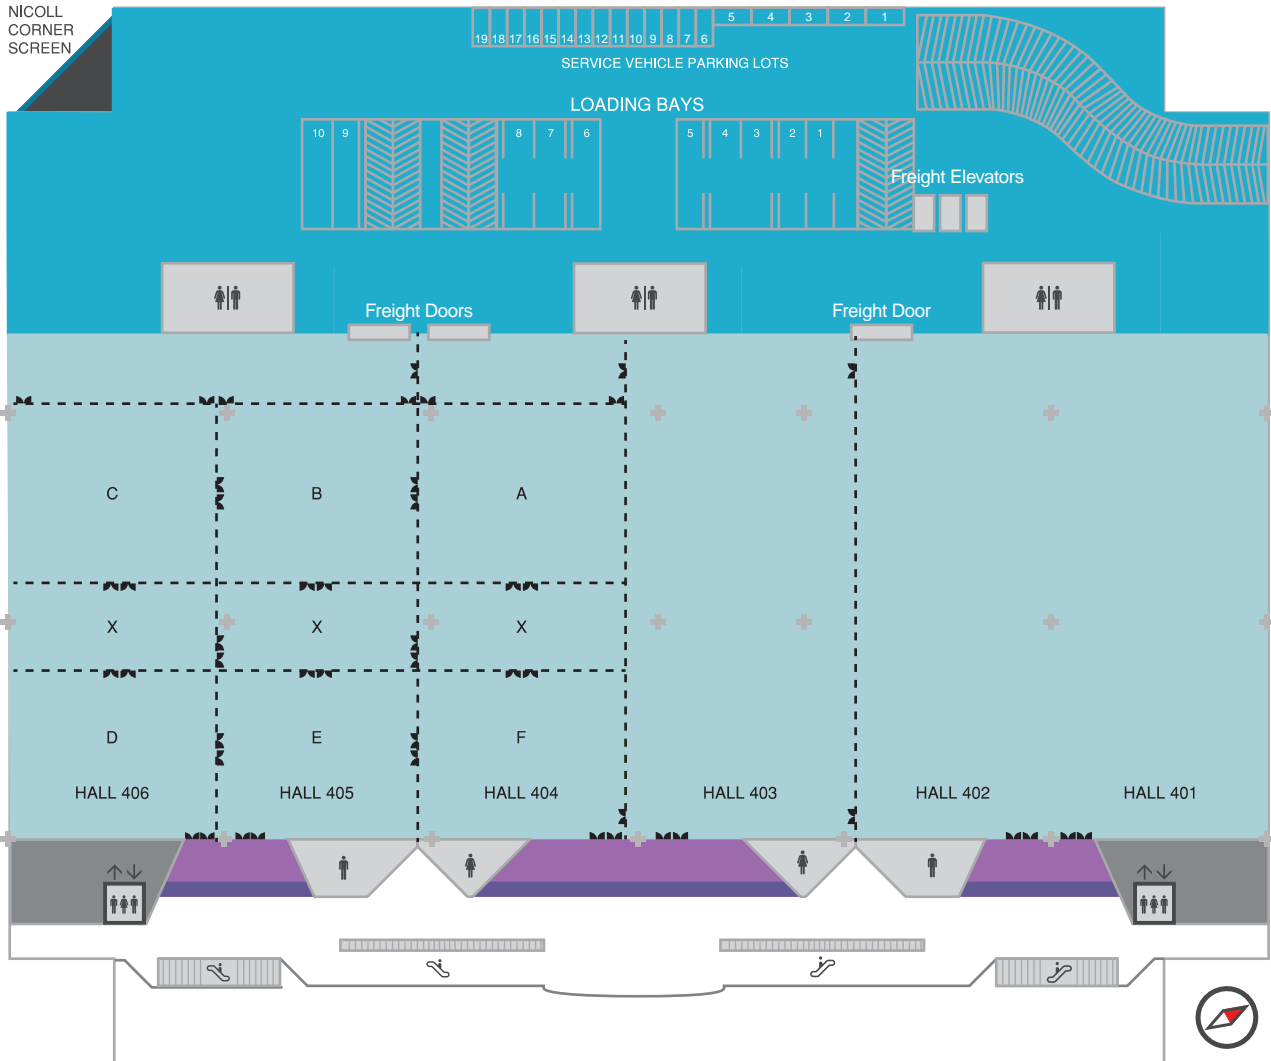 NICOLL
CORNER
SCREEN
5 4 3 2 1
19 18 17 16 15 14 13 12 11 10 9 8 7 6
SERVICE VEHICLE PARKING LOTS
LOADING BAYS
10 9 8 7 6 5 4 3 2 1
Freight Elevators
Freight Doors
Freight Door
C B A
X X X
D E F
HALL 406 HALL 405 HALL 404 HALL 403 HALL 402 HALL 401